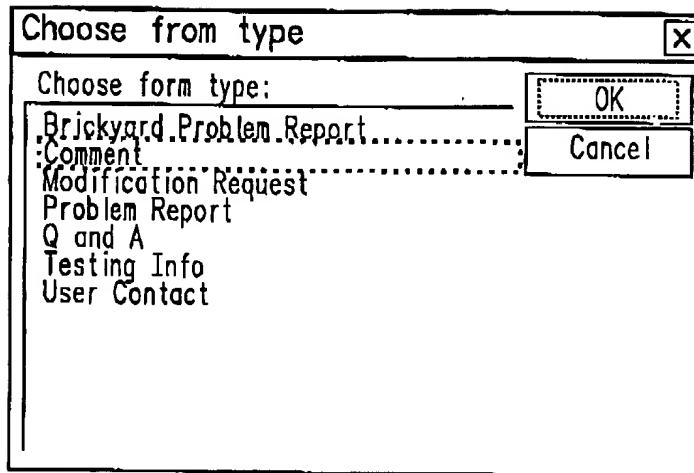 Choose from type
Choose form type:
OK
Brickyard Problem Report
Comment
Cancel
Modification Request
Problem Report
Q and A
Testing Info
User Contact